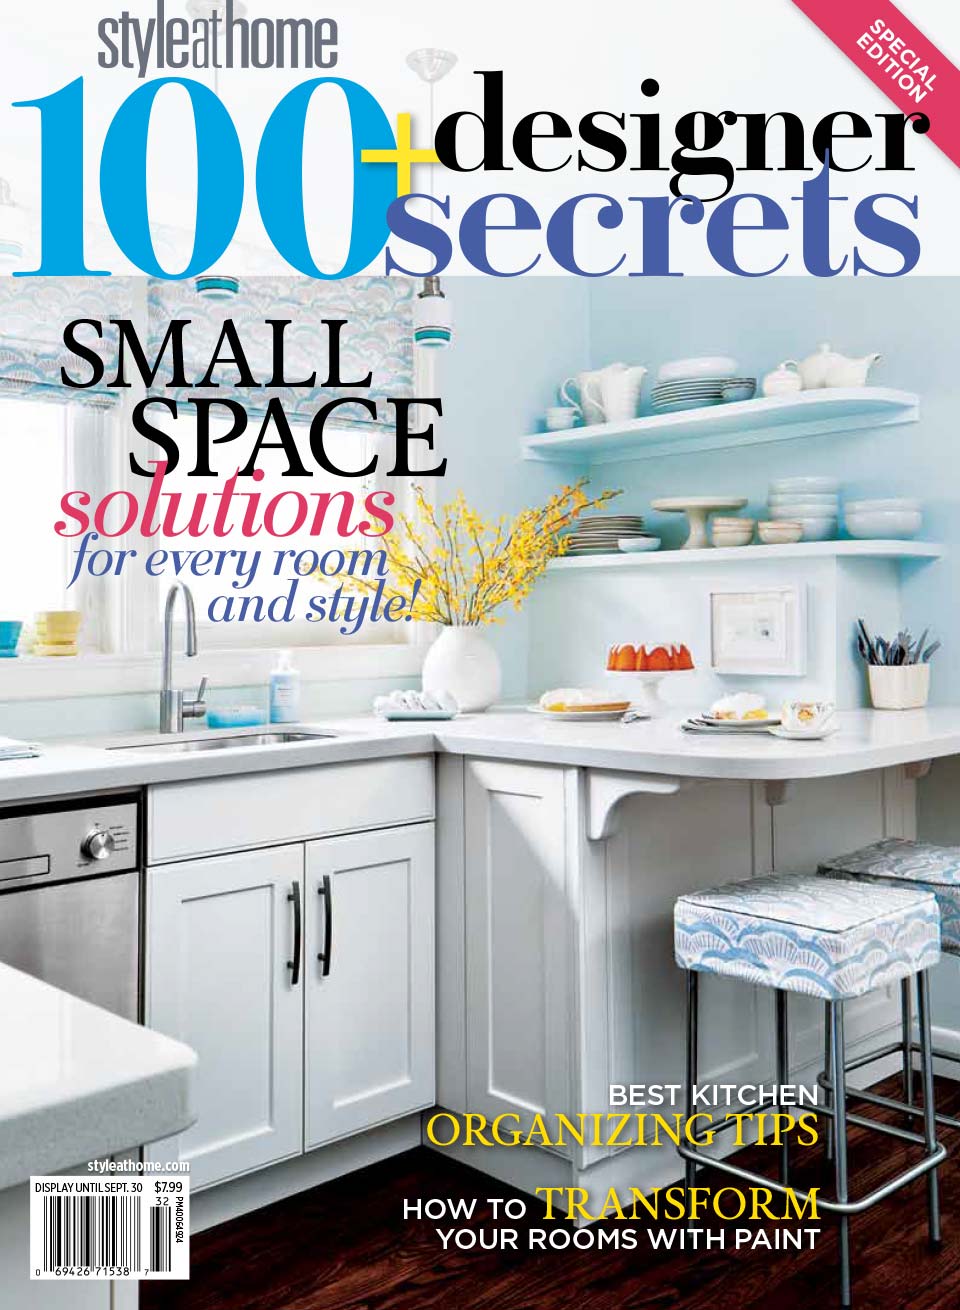 styleathome
SPECIAL
EDITION
100+designer
secrets
SMALL
SPACE
solutions
for every room
and style!
BEST KITCHEN
ORGANIZING TIPS
HOW TO TRANSFORM
YOUR ROOMS WITH PAINT
styleathome.com
DISPLAY UNTIL SEPT. 30 $7.99
32
PM40064924
0 69426 71538 7